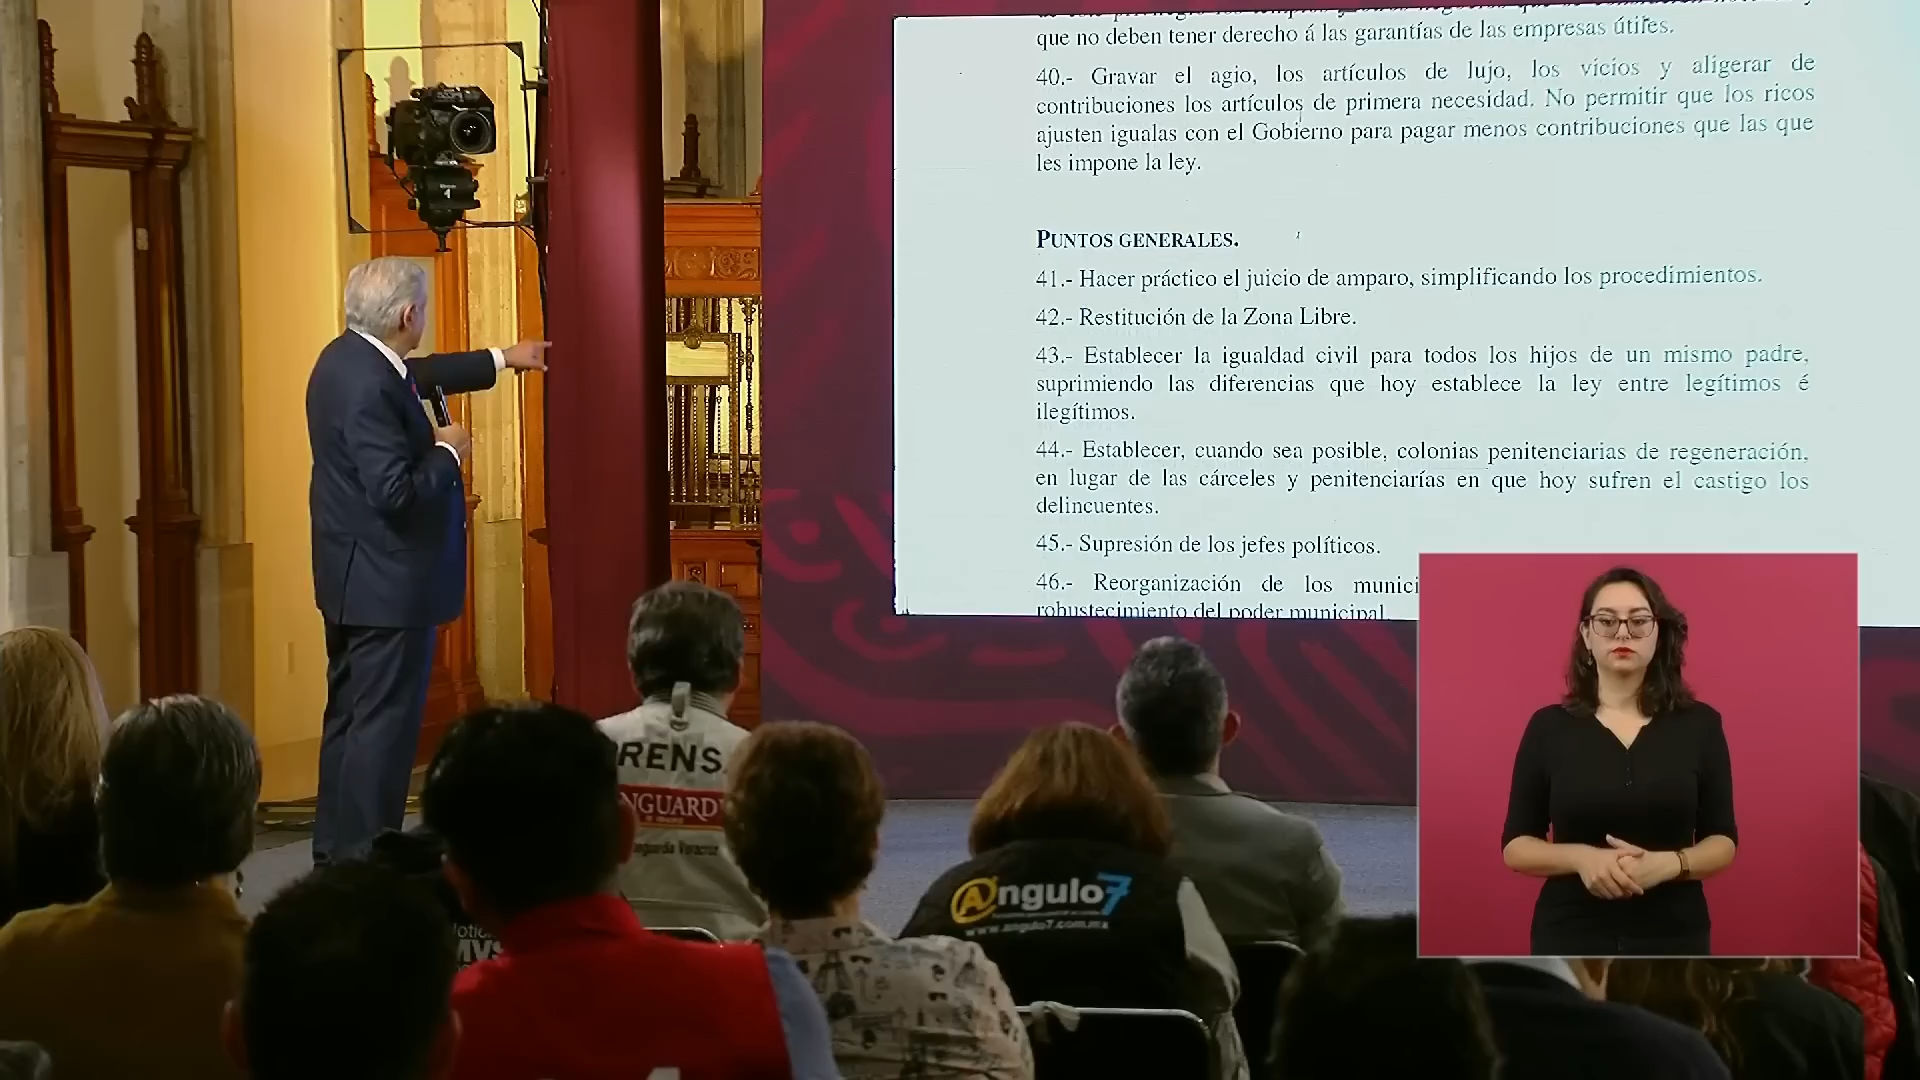 que no deben tener derecho á las garantías de las empresas útiles.
40.- Gravar el agio, los artículos de lujo, los vicios y aligerar de
contribuciones los artículos de primera necesidad. No permitir que los ricos
ajusten igualas con el Gobierno para pagar menos contribuciones que las que
les impone la ley.
PUNTOS GENERALES.
41.- Hacer práctico el juicio de amparo, simplificando los procedimientos.
42.- Restitución de la Zona Libre.
43.- Establecer la igualdad civil para todos los hijos de un mismo padre,
suprimiendo las diferencias que hoy establece la ley entre legítimos é
ilegítimos.
44.- Establecer, cuando sea posible, colonias penitenciarias de regeneración,
en lugar de las cárceles y penitenciarías en que hoy sufren el castigo los
delincuentes.
45.- Supresión de los jefes políticos.
46.- Reorganización de los munici
robustecimiento del poder municipal.
4
RENS
NGUARD
nguardia Veracruz
Angulo7
www.angulo7.com.mx
MVS